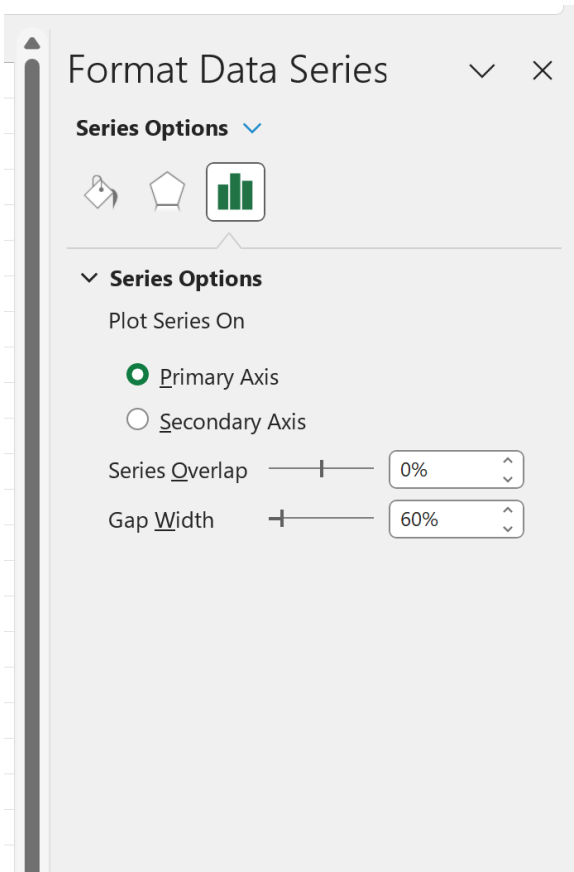 Format Data Series
Series Options
Series Options
Plot Series On
Primary Axis
Secondary Axis
Series Overlap 0%
Gap Width 60%